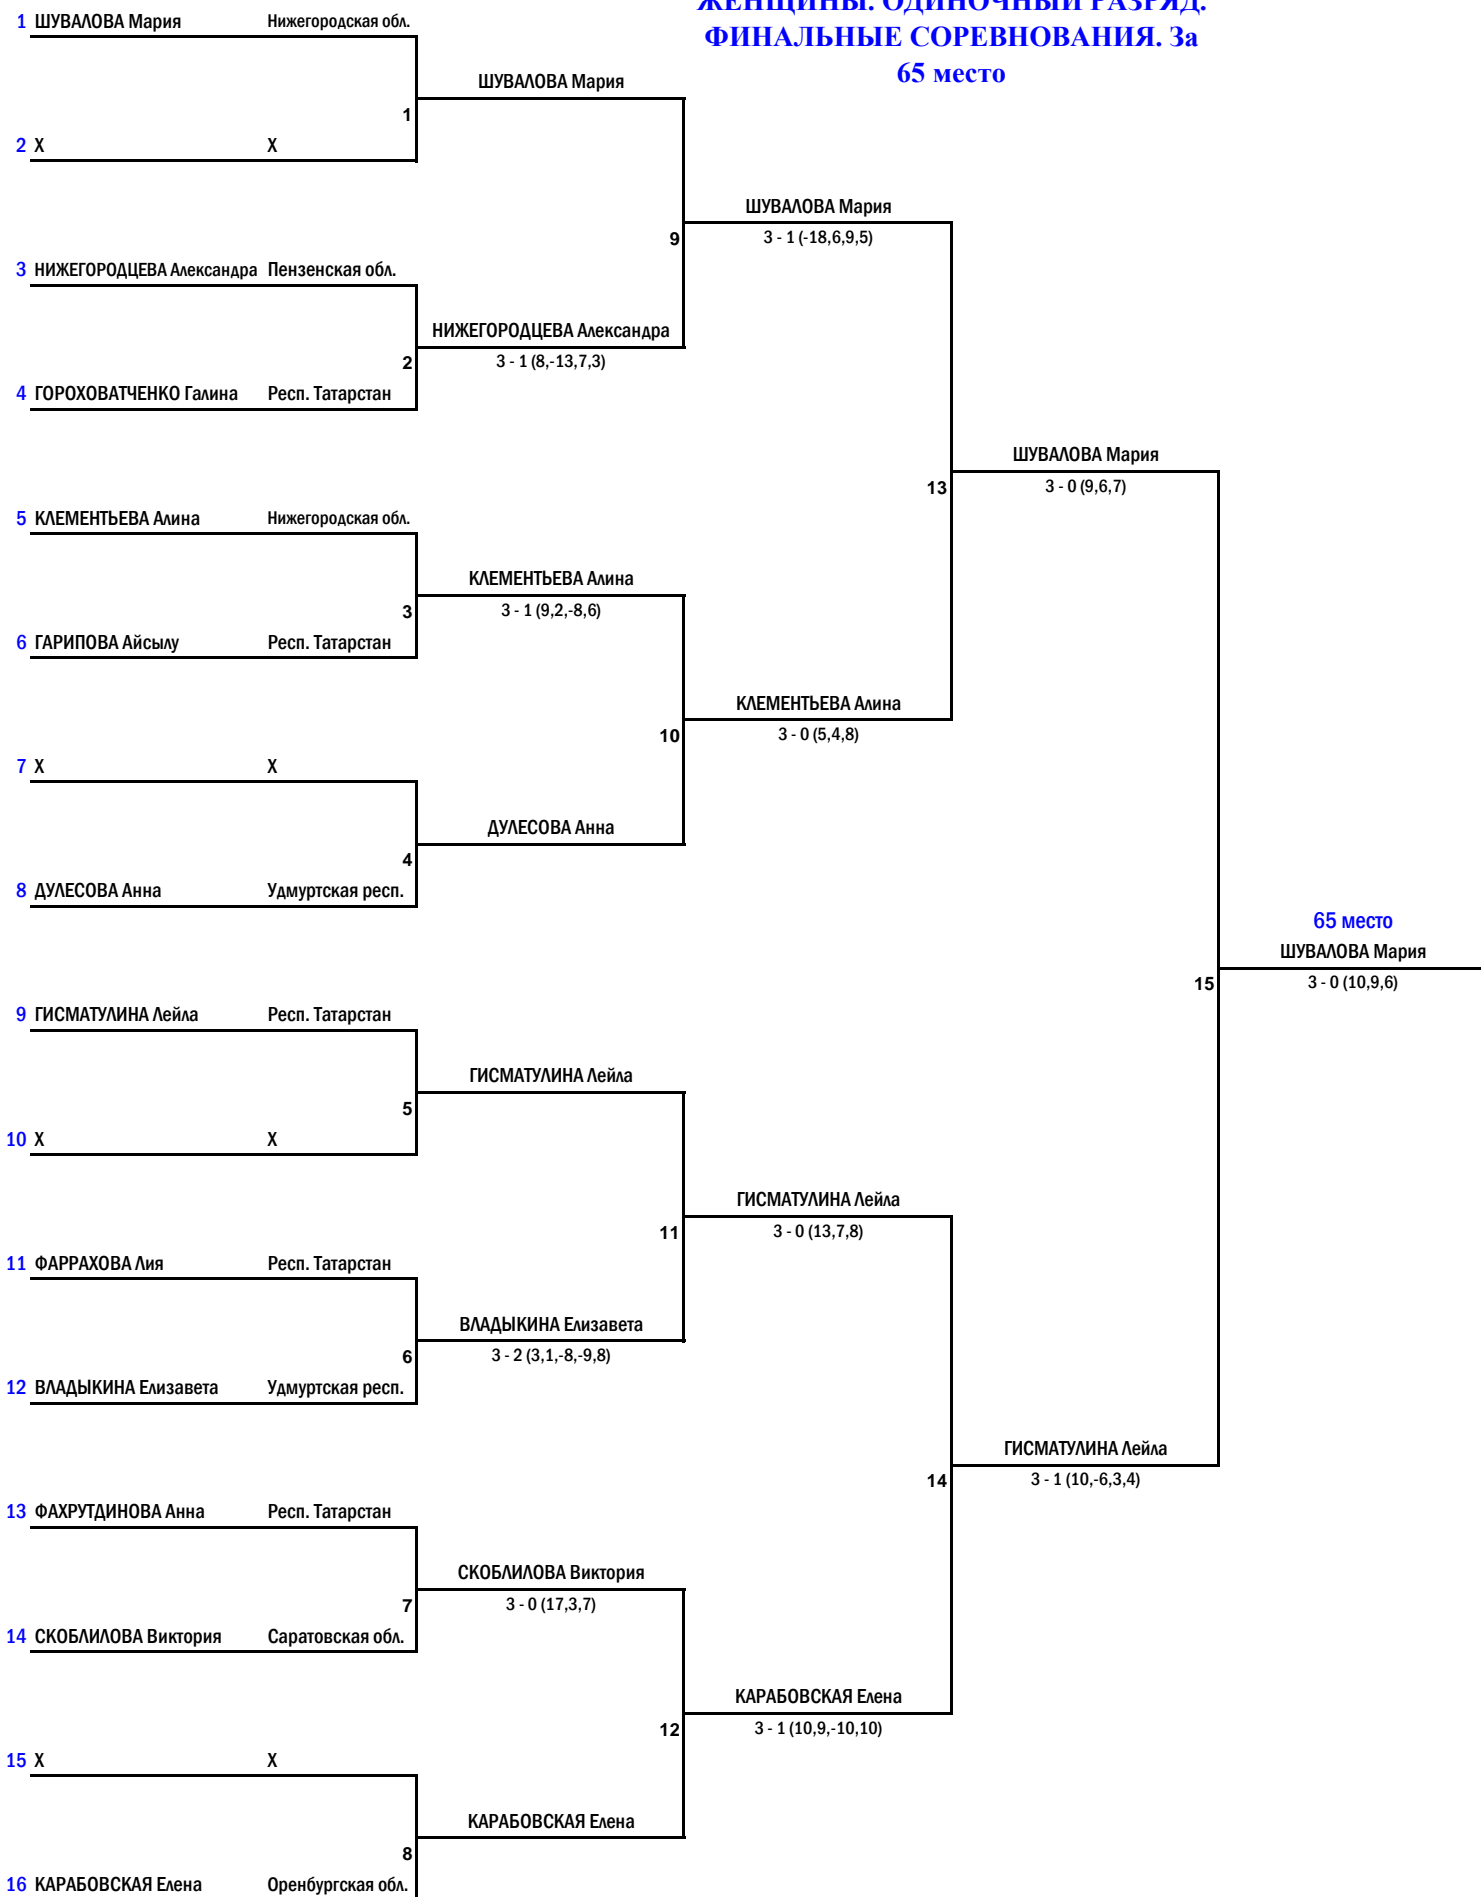 ЖЕНЩИНЫ. ОДИНОЧНЫЙ РАЗРЯД.
ФИНАЛЬНЫЕ СОРЕВНОВАНИЯ. За
65 место
1 ШУВАЛОВА Мария Нижегородская обл.
ШУВАЛОВА Мария
1
2 X X
ШУВАЛОВА Мария
9 3 - 1 (-18,6,9,5)
3 НИЖЕГОРОДЦЕВА Александра Пензенская обл.
НИЖЕГОРОДЦЕВА Александра
2 3 - 1 (8,-13,7,3)
4 ГОРОХОВАТЧЕНКО Галина Респ. Татарстан
ШУВАЛОВА Мария
13 3 - 0 (9,6,7)
5 КЛЕМЕНТЬЕВА Алина Нижегородская обл.
КЛЕМЕНТЬЕВА Алина
3 3 - 1 (9,2,-8,6)
6 ГАРИПОВА Айсылу Респ. Татарстан
КЛЕМЕНТЬЕВА Алина
10 3 - 0 (5,4,8)
7 X X
ДУЛЕСОВА Анна
4
8 ДУЛЕСОВА Анна Удмуртская респ.
65 место
ШУВАЛОВА Мария
15 3 - 0 (10,9,6)
9 ГИСМАТУЛИНА Лейла Респ. Татарстан
ГИСМАТУЛИНА Лейла
5
10 X X
ГИСМАТУЛИНА Лейла
11 3 - 0 (13,7,8)
11 ФАРРАХОВА Лия Респ. Татарстан
ВЛАДЫКИНА Елизавета
6 3 - 2 (3,1,-8,-9,8)
12 ВЛАДЫКИНА Елизавета Удмуртская респ.
ГИСМАТУЛИНА Лейла
14 3 - 1 (10,-6,3,4)
13 ФАХРУТДИНОВА Анна Респ. Татарстан
СКОБЛИЛОВА Виктория
7 3 - 0 (17,3,7)
14 СКОБЛИЛОВА Виктория Саратовская обл.
КАРАБОВСКАЯ Елена
12 3 - 1 (10,9,-10,10)
15 X X
КАРАБОВСКАЯ Елена
8
16 КАРАБОВСКАЯ Елена Оренбургская обл.